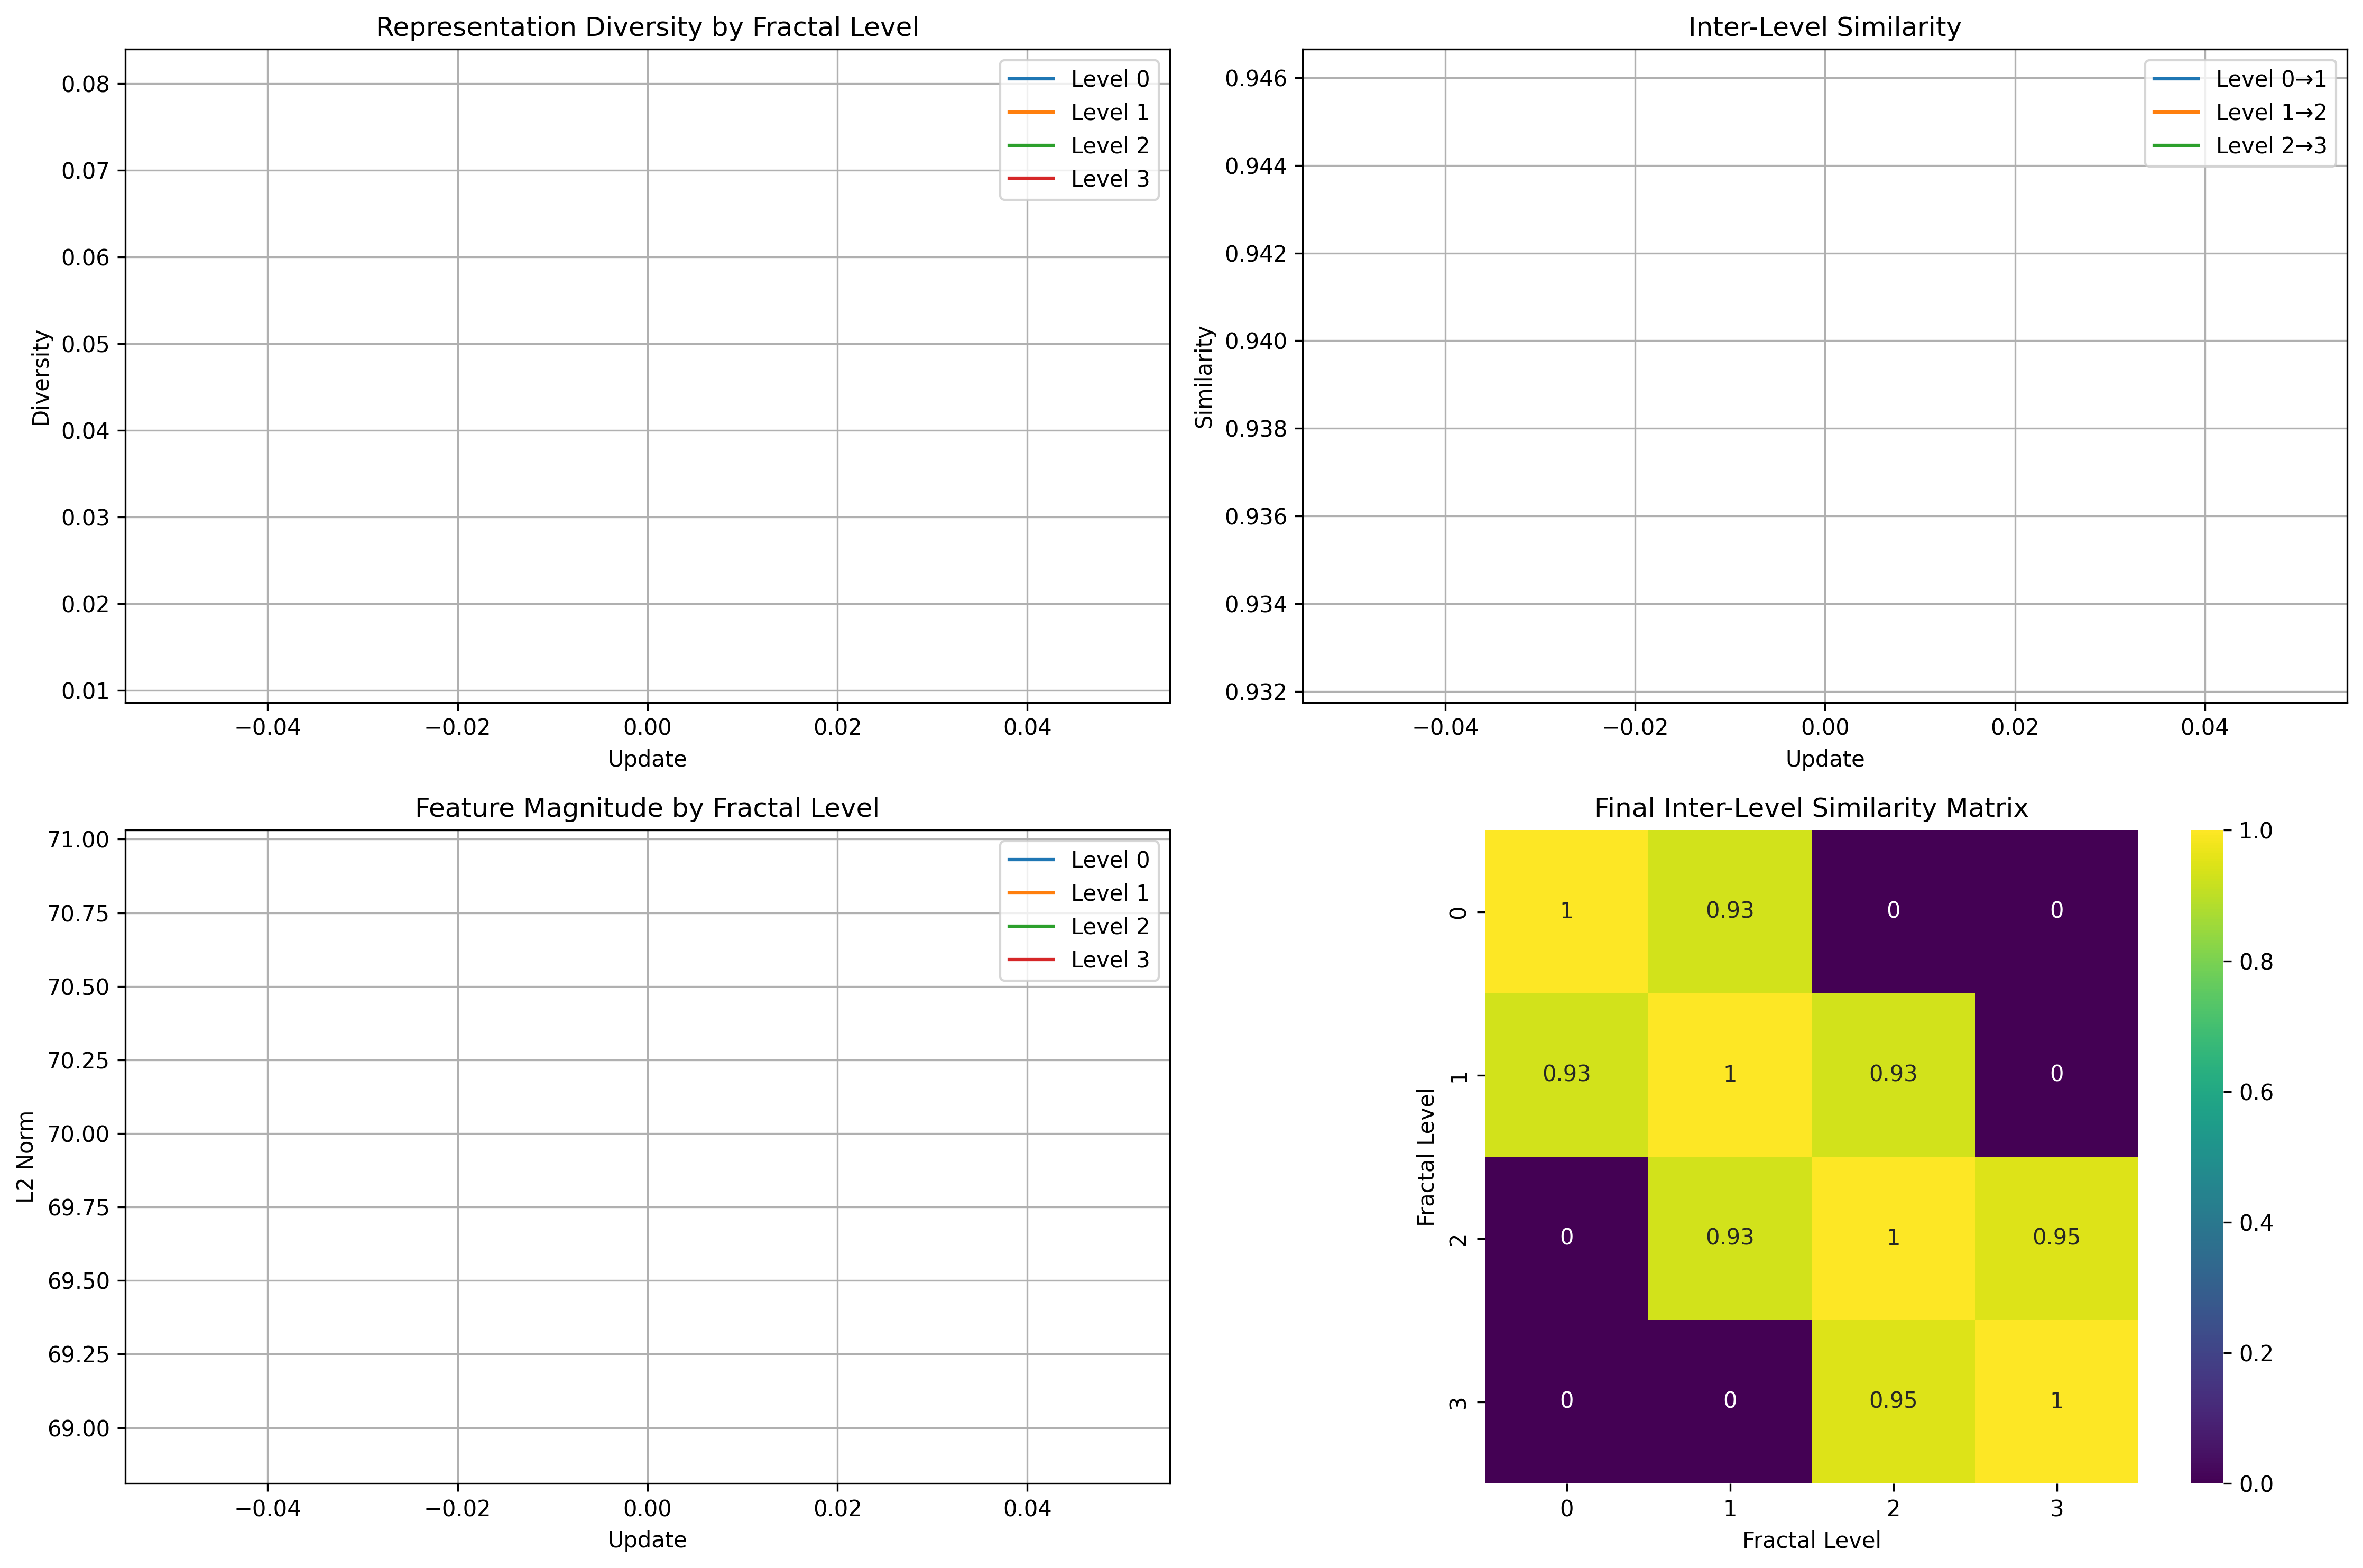 Representation Diversity by Fractal Level
0.08
0.07
0.06
0.05
0.04
0.03
0.02
0.01
Diversity
−0.04 −0.02 0.00 0.02 0.04
Update
Level 0
Level 1
Level 2
Level 3
Inter-Level Similarity
0.946
0.944
0.942
0.940
0.938
0.936
0.934
0.932
Similarity
−0.04 −0.02 0.00 0.02 0.04
Update
Level 0→1
Level 1→2
Level 2→3
Feature Magnitude by Fractal Level
71.00
70.75
70.50
70.25
70.00
69.75
69.50
69.25
69.00
L2 Norm
−0.04 −0.02 0.00 0.02 0.04
Update
Level 0
Level 1
Level 2
Level 3
Final Inter-Level Similarity Matrix
Fractal Level
0 1 0.93 0 0
1 0.93 1 0.93 0
2 0 0.93 1 0.95
3 0 0 0.95 1
0 1 2 3
Fractal Level
1.0
0.8
0.6
0.4
0.2
0.0